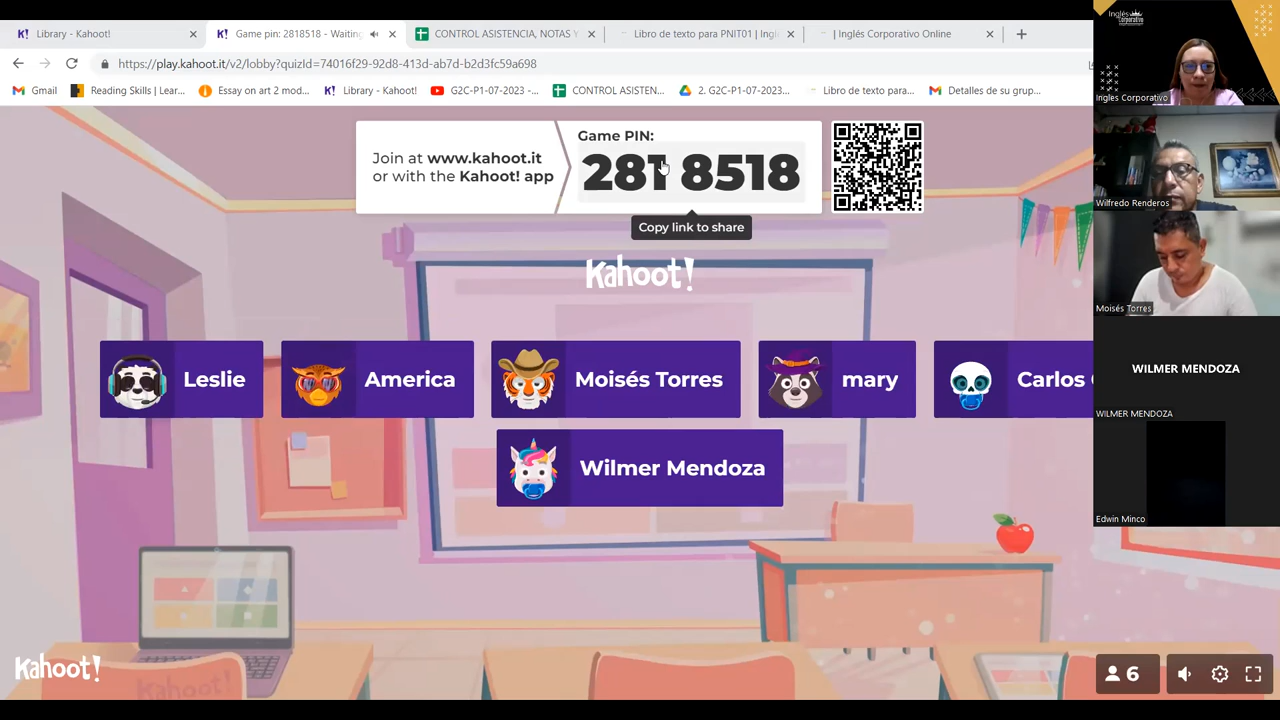 Library - Kahoot!
Game pin: 2818518 - Waiting
CONTROL ASISTENCIA, NOTAS Y
Libro de texto para PNIT01 | Ingl
| Inglés Corporativo Online
https://play.kahoot.it/v2/lobby?quizId=74016f29-92d8-413d-ab7d-b2d3fc59a698
Gmail
Reading Skills | Lear...
Essay on art 2 mod...
Library - Kahoot!
G2C-P1-07-2023 -...
CONTROL ASISTEN...
2. G2C-P1-07-2023...
Libro de texto para...
Detalles de su grup...
Join at www.kahoot.it
or with the Kahoot! app
Game PIN:
281 8518
Copy link to share
Kahoot!
Leslie
America
Moisés Torres
mary
Carlos
Wilmer Mendoza
Kahoot!
Kahoot!
6
Inglés
Corporativo
Ingles Corporativo
Wilfredo Renderos
Moisés Torres
WILMER MENDOZA
WILMER MENDOZA
Edwin Minco